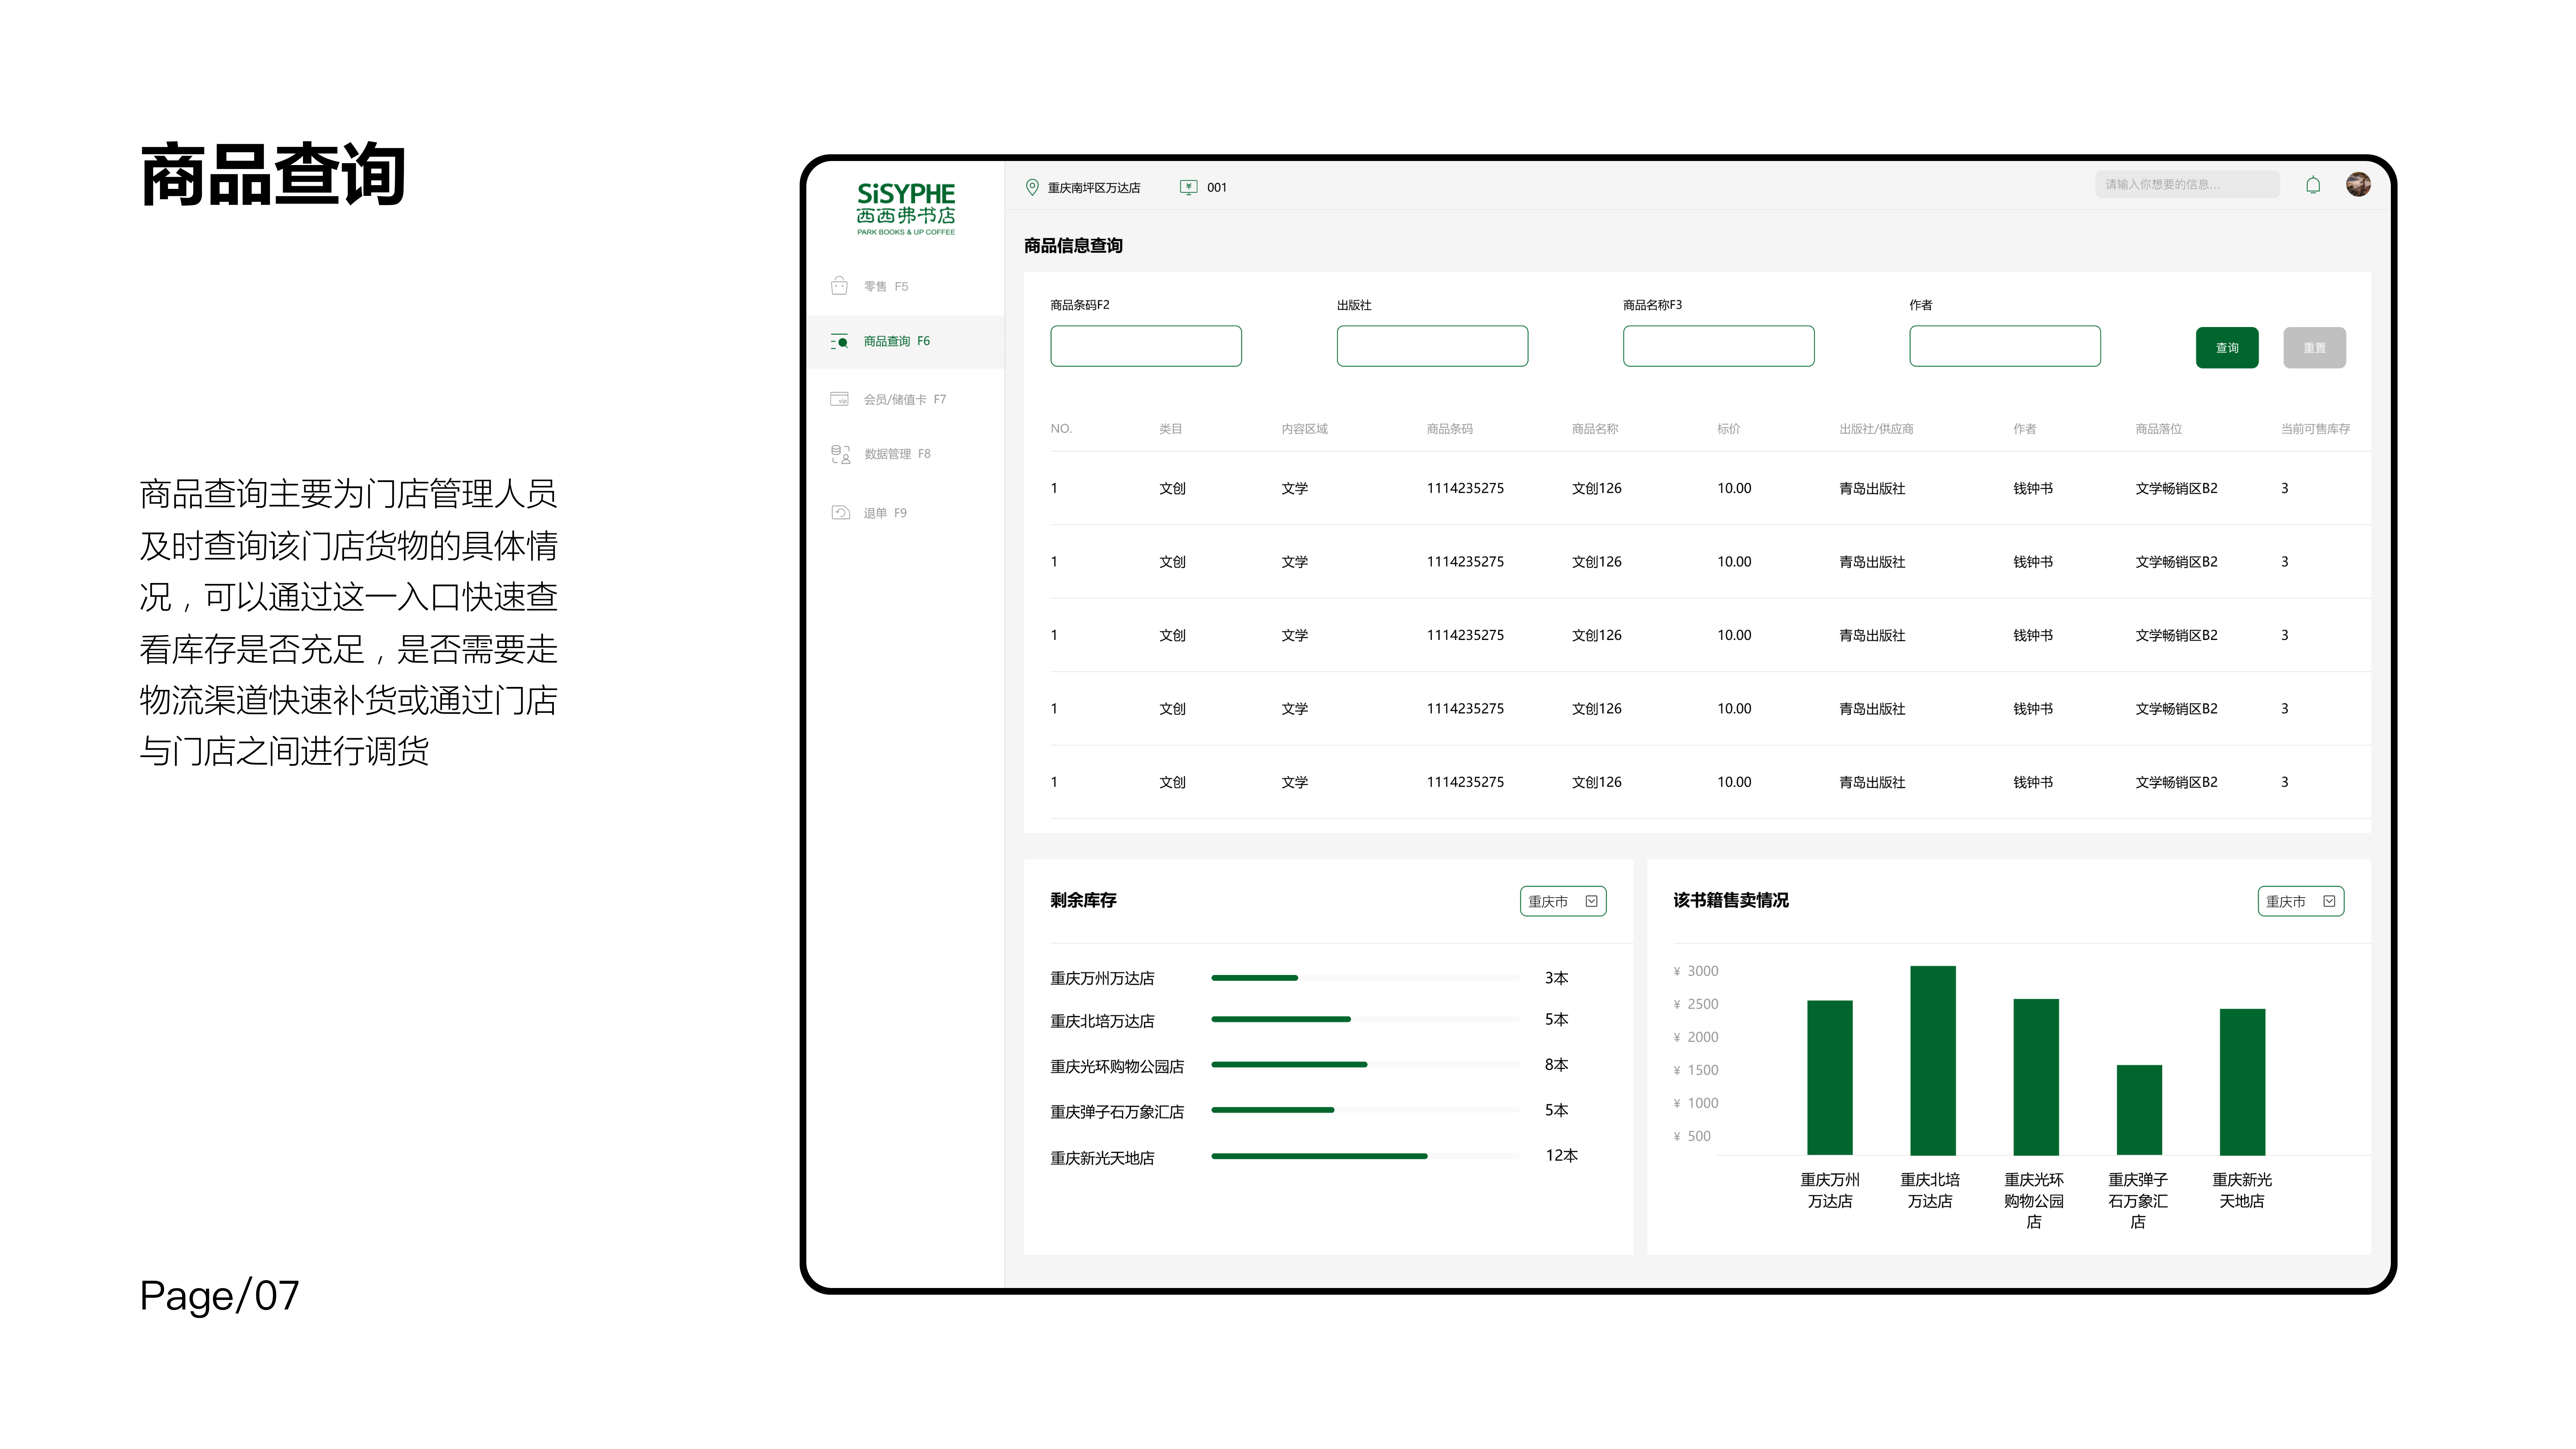 商品查询
商品查询主要为门店管理人员
及时查询该门店货物的具体情
况，可以通过这一入口快速查
看库存是否充足，是否需要走
物流渠道快速补货或通过门店
与门店之间进行调货
Page/07
SiSYPHE
西西弗书店
PARK BOOKS & UP COFFEE
零售 F5
商品查询 F6
会员/储值卡 F7
数据管理 F8
退单 F9
重庆南坪区万达店 001 请输入你想要的信息...
商品信息查询
商品条码F2 出版社 商品名称F3 作者
查询 重置
NO. 类目 内容区域 商品条码 商品名称 标价 出版社/供应商 作者 商品落位 当前可售库存
1 文创 文学 1114235275 文创126 10.00 青岛出版社 钱钟书 文学畅销区B2 3
1 文创 文学 1114235275 文创126 10.00 青岛出版社 钱钟书 文学畅销区B2 3
1 文创 文学 1114235275 文创126 10.00 青岛出版社 钱钟书 文学畅销区B2 3
1 文创 文学 1114235275 文创126 10.00 青岛出版社 钱钟书 文学畅销区B2 3
1 文创 文学 1114235275 文创126 10.00 青岛出版社 钱钟书 文学畅销区B2 3
剩余库存 重庆市
重庆万州万达店 3本
重庆北培万达店 5本
重庆光环购物公园店 8本
重庆弹子石万象汇店 5本
重庆新光天地店 12本
该书籍售卖情况 重庆市
¥ 3000
¥ 2500
¥ 2000
¥ 1500
¥ 1000
¥ 500
重庆万州
万达店
重庆北培
万达店
重庆光环
购物公园
店
重庆弹子
石万象汇
店
重庆新光
天地店